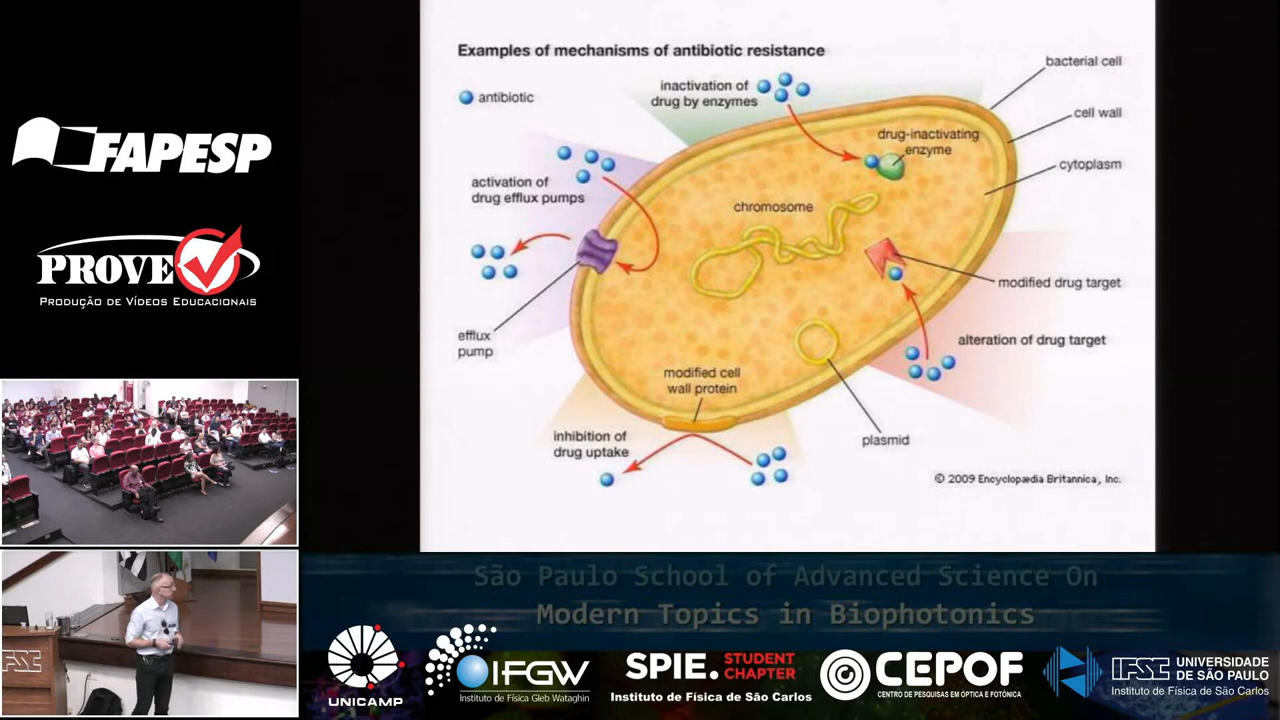 Examples of mechanisms of antibiotic resistance
antibiotic
inactivation of
drug by enzymes
bacterial cell
cell wall
cytoplasm
drug-inactivating
enzyme
activation of
drug efflux pumps
chromosome
modified drug target
efflux
pump
alteration of drug target
modified cell
wall protein
inhibition of
drug uptake
plasmid
© 2009 Encyclopædia Britannica, Inc.
FAPESP
PROVE
PRODUÇÃO DE VÍDEOS EDUCACIONAIS
IFSC
São Paulo School of Advanced Science On
Modern Topics in Biophotonics
UNICAMP
IFGW
Instituto de Física Gleb Wataghin
SPIE. STUDENT
CHAPTER
Instituto de Física de São Carlos
CEPOF
CENTRO DE PESQUISAS EM ÓPTICA E FOTÔNICA
IFSC UNIVERSIDADE
DE SÃO PAULO
Instituto de Física de São Carlos